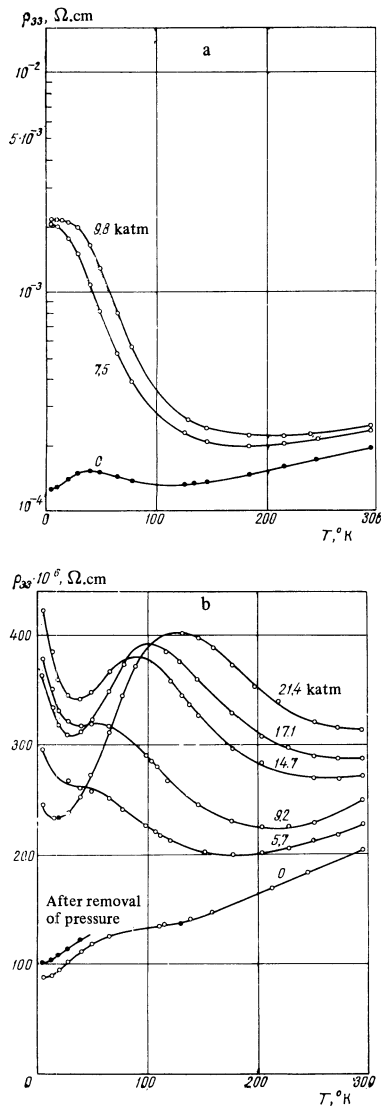 ρ₃₃, Ω.cm
a
10⁻²
5·10⁻³
9.8 katm
10⁻³
7,5
0
10⁻⁴
0 100 200 300
T,°K
ρ₃₃·10⁶, Ω.cm
b
400
21,4 katm
17.1
300
14.7
9.2
5.7
200
0
After removal
of pressure
100
0 100 200 300
T,°K